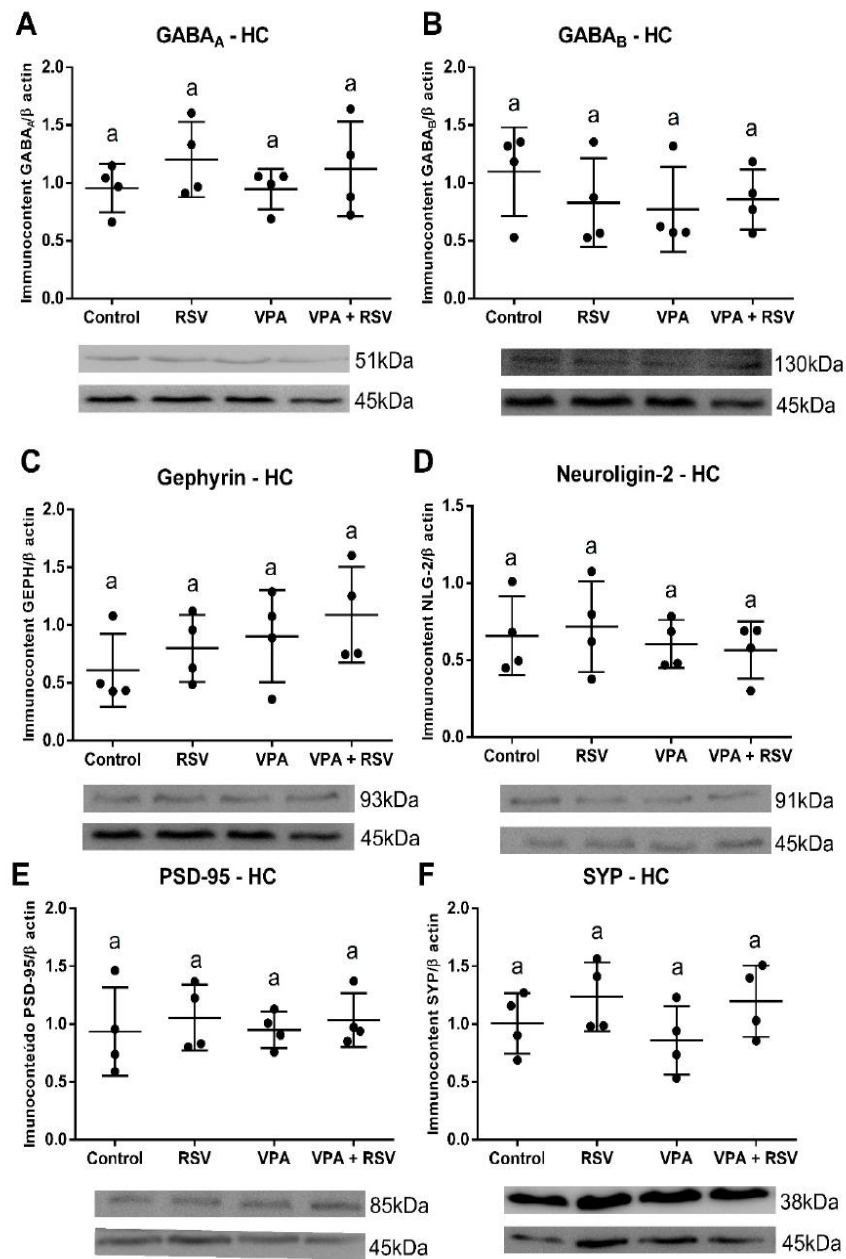 A
GABAA - HC
Immunocontent GABAA/β actin
2.0
1.5
1.0
0.5
0.0
a a a a
Control RSV VPA VPA + RSV
51kDa
45kDa
B
GABAB - HC
Immunocontent GABAB/β actin
2.0
1.5
1.0
0.5
0.0
a a a a
Control RSV VPA VPA + RSV
130kDa
45kDa
C
Gephyrin - HC
Immunocontent GEPH/β actin
2.0
1.5
1.0
0.5
0.0
a a a a
Control RSV VPA VPA + RSV
93kDa
45kDa
D
Neuroligin-2 - HC
Immunocontent NLG-2/β actin
1.5
1.0
0.5
0.0
a a a a
Control RSV VPA VPA + RSV
91kDa
45kDa
E
PSD-95 - HC
Imunoconteúdo PSD-95/β actin
2.0
1.5
1.0
0.5
0.0
a a a a
Control RSV VPA VPA + RSV
85kDa
45kDa
F
SYP - HC
Immunocontent SYP/β actin
2.0
1.5
1.0
0.5
0.0
a a a a
Control RSV VPA VPA + RSV
38kDa
45kDa